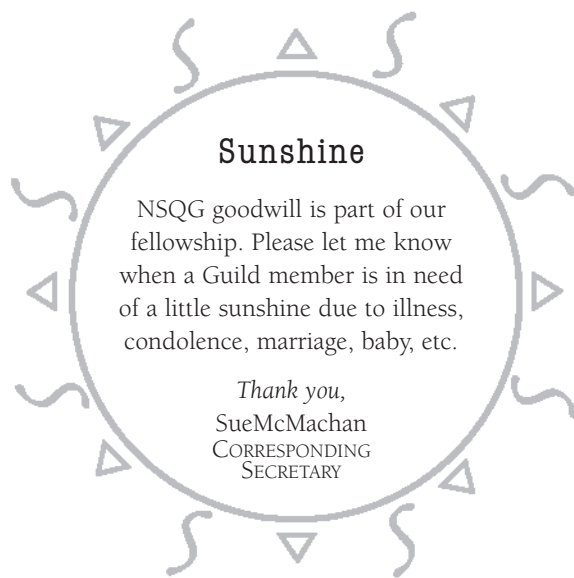 Sunshine
NSQG goodwill is part of our
fellowship. Please let me know
when a Guild member is in need
of a little sunshine due to illness,
condolence, marriage, baby, etc.
Thank you,
SueMcMachan
CORRESPONDING
SECRETARY